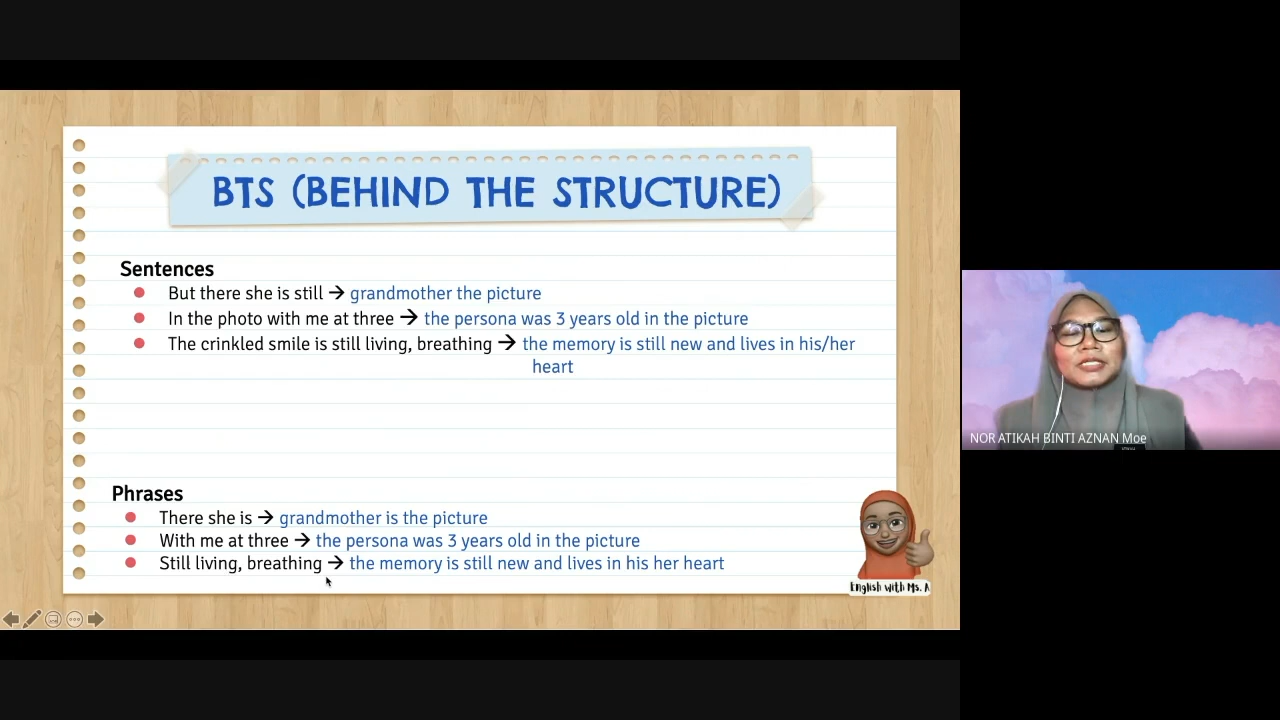 BTS (BEHIND THE STRUCTURE)
Sentences
But there she is still → grandmother the picture
In the photo with me at three → the persona was 3 years old in the picture
The crinkled smile is still living, breathing → the memory is still new and lives in his/her
heart
Phrases
There she is → grandmother is the picture
With me at three → the persona was 3 years old in the picture
Still living, breathing → the memory is still new and lives in his her heart
English with Ms. A
NOR ATIKAH BINTI AZNAN Moe